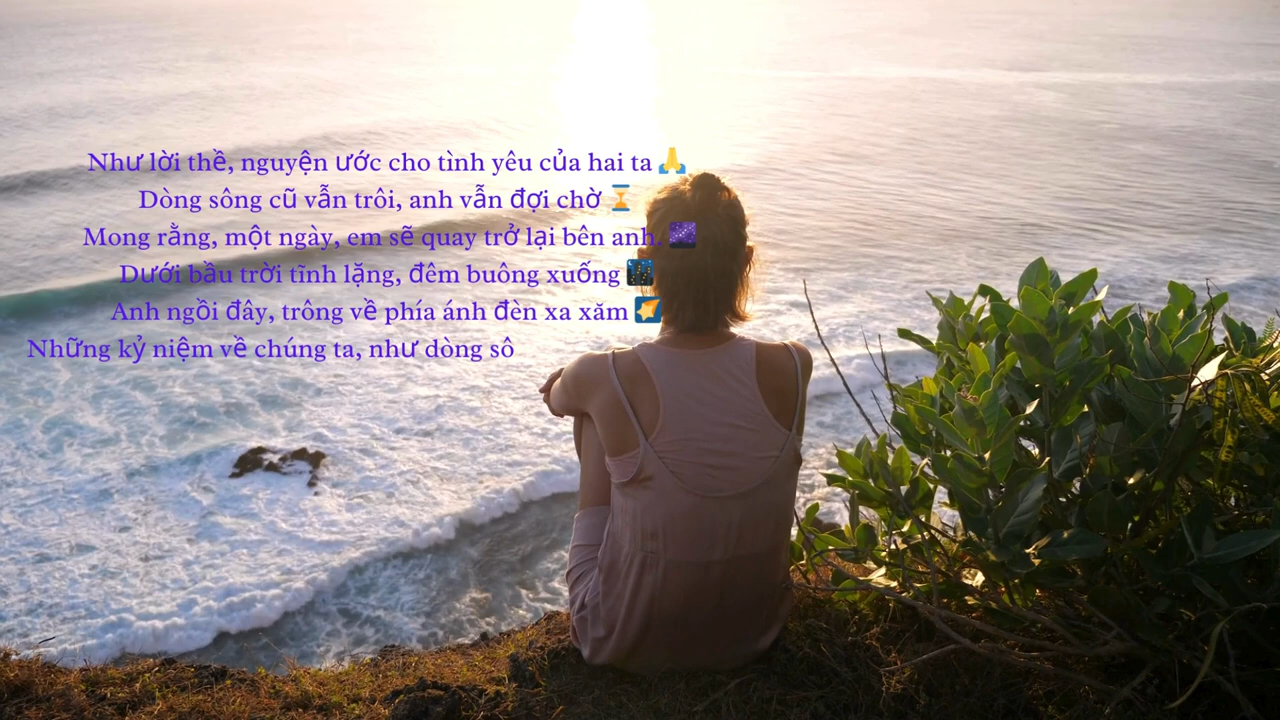 Như lời thề, nguyện ước cho tình yêu của hai ta 🙏
Dòng sông cũ vẫn trôi, anh vẫn đợi chờ ⏳
Mong rằng, một ngày, em sẽ quay trở lại bên anh. 🌌
Dưới bầu trời tĩnh lặng, đêm buông xuống 🌃
Anh ngồi đây, trông về phía ánh đèn xa xăm 🌠
Những kỷ niệm về chúng ta, như dòng sô